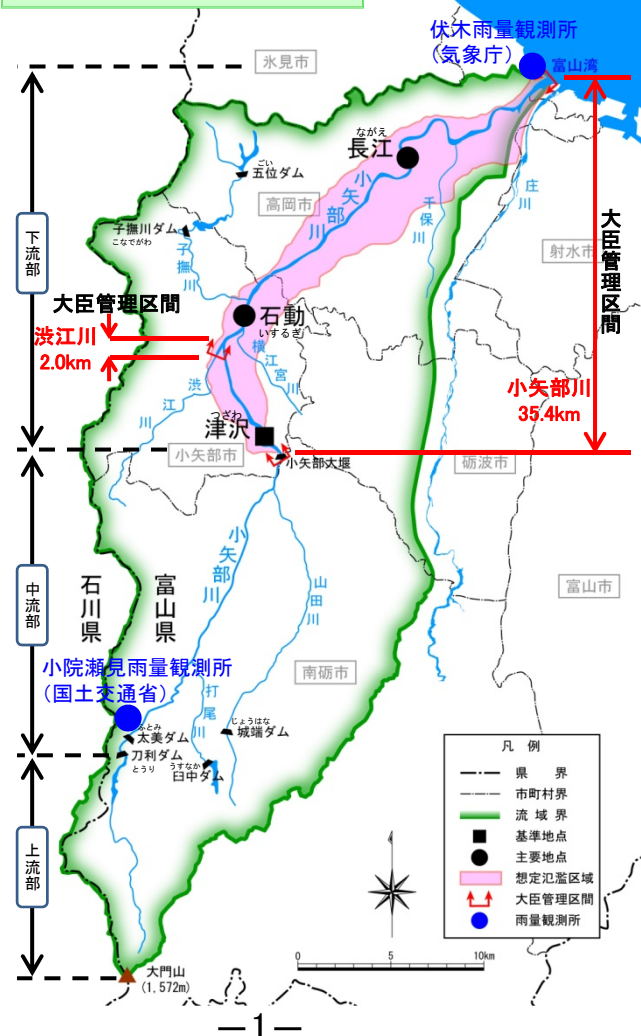 伏木雨量観測所
（気象庁）
富山湾
氷見市
ながえ
長江
ごい
五位ダム
小矢部川
千保川
庄川
高岡市
子撫川ダム
こなでがわ
子撫川
射水市
大臣管理区間
下流部
大臣管理区間
渋江川
2.0km
石動
いするぎ
横江宮川
渋江川
小矢部川
35.4km
つざわ
津沢
小矢部市
小矢部大堰
砺波市
小矢部川
山田川
中流部
石川県
富山県
富山市
小院瀬見雨量観測所
（国土交通省）
南砺市
打尾川
ふとみ
太美ダム
じょうはな
城端ダム
刀利ダム
とうり
うすなか
臼中ダム
上流部
凡例
県界
市町村界
流域界
基準地点
主要地点
想定氾濫区域
大臣管理区間
雨量観測所
大門山
(1,572m)
0 5 10km
—1—